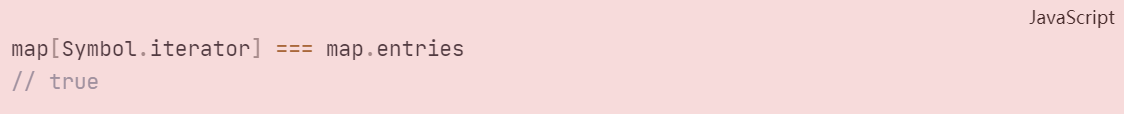 JavaScript
map[Symbol.iterator] === map.entries
// true